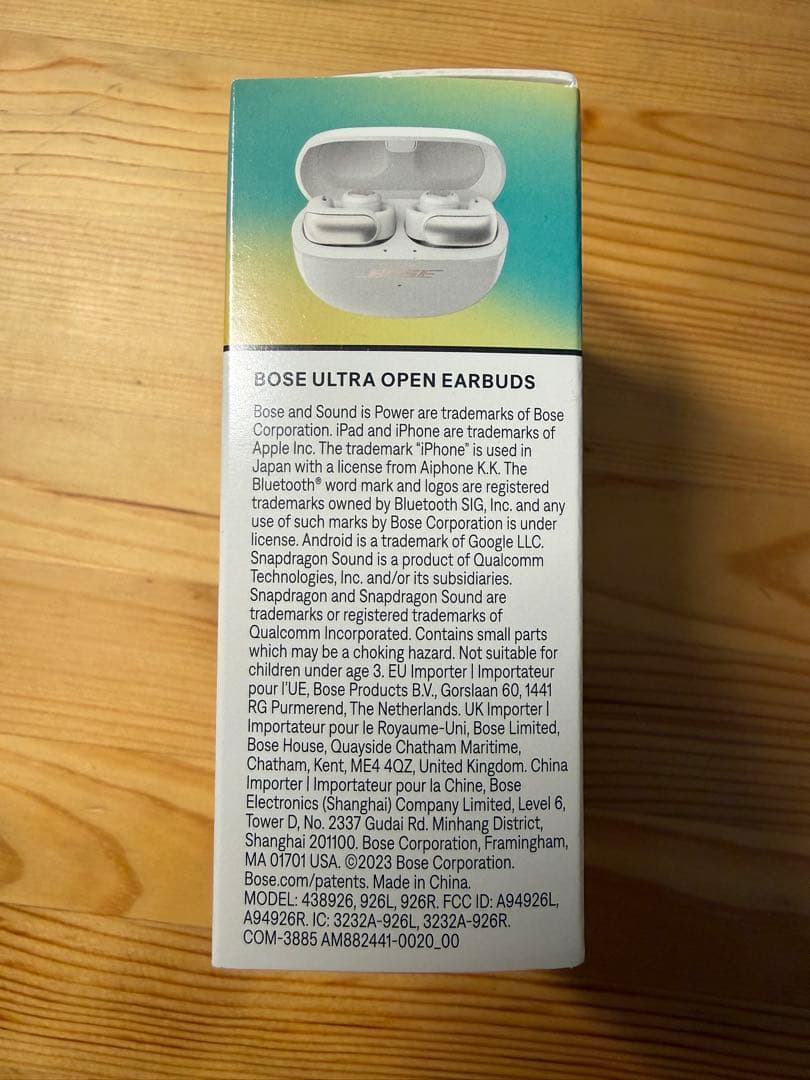 BOSE
BOSE ULTRA OPEN EARBUDS
Bose and Sound is Power are trademarks of Bose
Corporation. iPad and iPhone are trademarks of
Apple Inc. The trademark “iPhone” is used in
Japan with a license from Aiphone K.K. The
Bluetooth® word mark and logos are registered
trademarks owned by Bluetooth SIG, Inc. and any
use of such marks by Bose Corporation is under
license. Android is a trademark of Google LLC.
Snapdragon Sound is a product of Qualcomm
Technologies, Inc. and/or its subsidiaries.
Snapdragon and Snapdragon Sound are
trademarks or registered trademarks of
Qualcomm Incorporated. Contains small parts
which may be a choking hazard. Not suitable for
children under age 3. EU Importer | Importateur
pour l'UE, Bose Products B.V., Gorslaan 60, 1441
RG Purmerend, The Netherlands. UK Importer |
Importateur pour le Royaume-Uni, Bose Limited,
Bose House, Quayside Chatham Maritime,
Chatham, Kent, ME4 4QZ, United Kingdom. China
Importer | Importateur pour la Chine, Bose
Electronics (Shanghai) Company Limited, Level 6,
Tower D, No. 2337 Gudai Rd. Minhang District,
Shanghai 201100. Bose Corporation, Framingham,
MA 01701 USA. ©2023 Bose Corporation.
Bose.com/patents. Made in China.
MODEL: 438926, 926L, 926R. FCC ID: A94926L,
A94926R. IC: 3232A-926L, 3232A-926R.
COM-3885 AM882441-0020_00